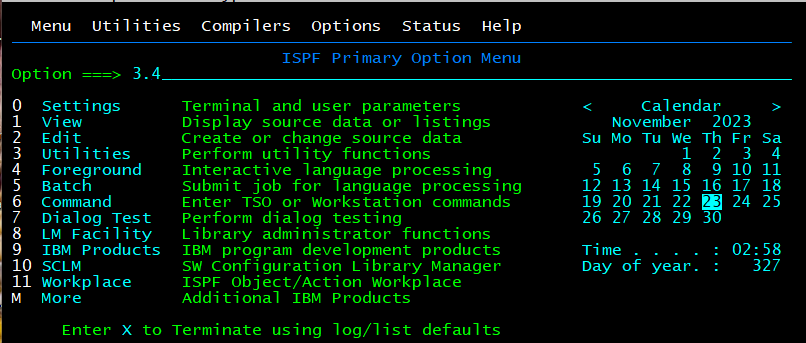 Menu Utilities Compilers Options Status Help
ISPF Primary Option Menu
Option ===> 3.4
0 Settings Terminal and user parameters < Calendar >
1 View Display source data or listings November 2023
2 Edit Create or change source data Su Mo Tu We Th Fr Sa
3 Utilities Perform utility functions 1 2 3 4
4 Foreground Interactive language processing 5 6 7 8 9 10 11
5 Batch Submit job for language processing 12 13 14 15 16 17 18
6 Command Enter TSO or Workstation commands 19 20 21 22 23 24 25
7 Dialog Test Perform dialog testing 26 27 28 29 30
8 LM Facility Library administrator functions
9 IBM Products IBM program development products Time . . . . : 02:58
10 SCLM SW Configuration Library Manager Day of year. : 327
11 Workplace ISPF Object/Action Workplace
M More Additional IBM Products
Enter X to Terminate using log/list defaults